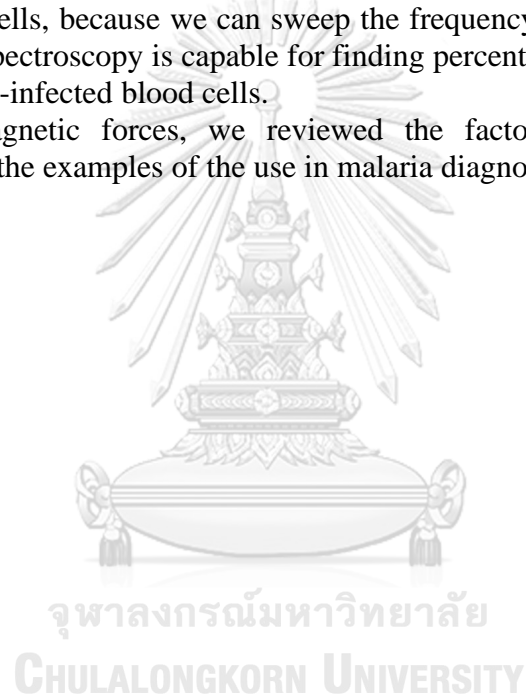 ells, because we can sweep the frequency
pectroscopy is capable for finding percent
-infected blood cells.
agnetic forces, we reviewed the facto
the examples of the use in malaria diagno
จุฬาลงกรณ์มหาวิทยาลัย
CHULALONGKORN UNIVERSITY